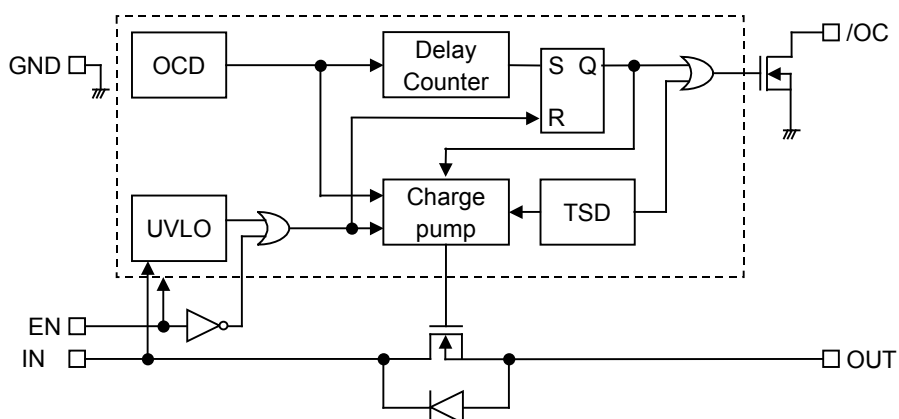 /OC
GND
OCD
Delay
Counter
S Q
R
UVLO
Charge
pump
TSD
EN
IN
OUT